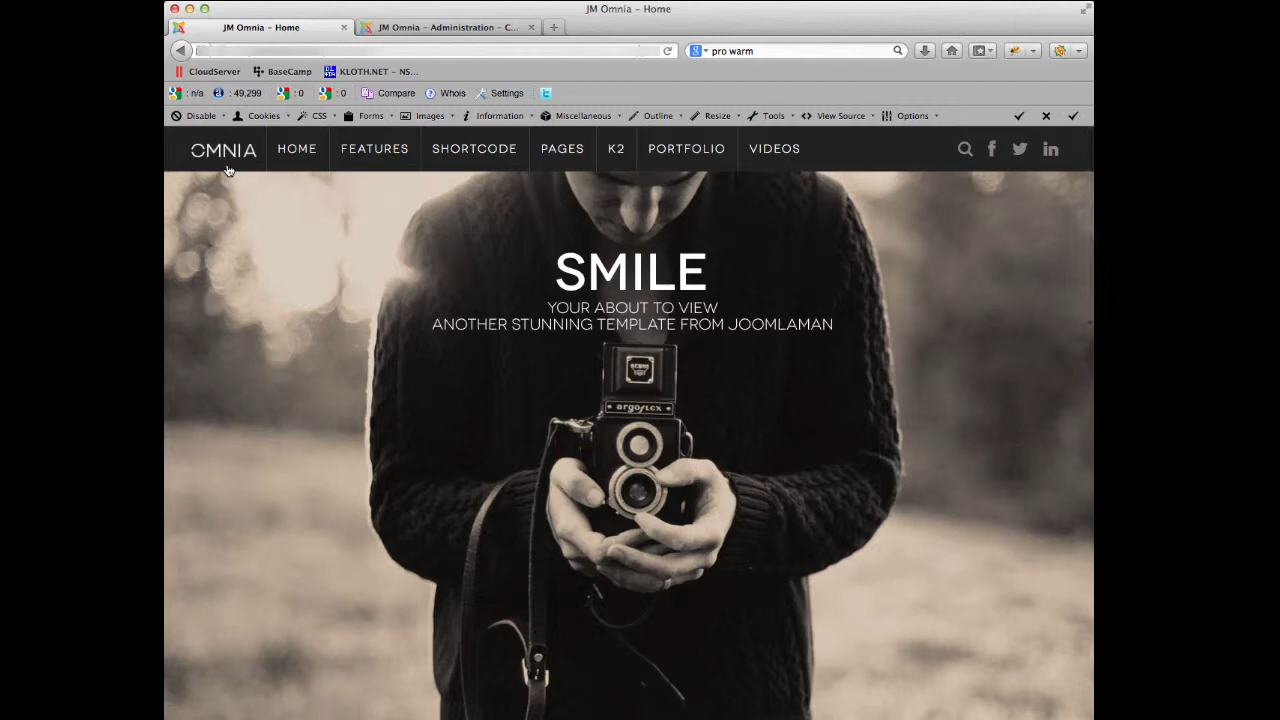 JM Omnia – Home
JM Omnia – Home
JM Omnia – Administration – C...
pro warm
CloudServer
BaseCamp
KLOTH.NET – NS...
: n/a
: 49,299
: 0
: 0
Compare
Whois
Settings
Disable
Cookies
CSS
Forms
Images
Information
Miscellaneous
Outline
Resize
Tools
View Source
Options
OMNIA
HOME
FEATURES
SHORTCODE
PAGES
K2
PORTFOLIO
VIDEOS
SMILE
YOUR ABOUT TO VIEW
ANOTHER STUNNING TEMPLATE FROM JOOMLAMAN
argoflex